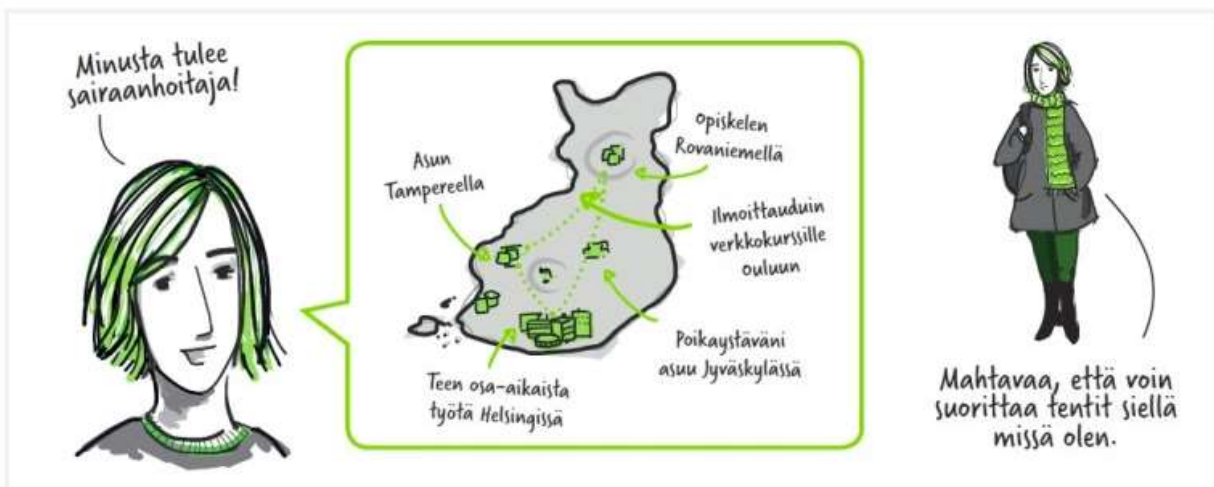 Minusta tulee
sairaanhoitaja!
Asun
Tampereella
Opiskelen
Rovaniemellä
Ilmoittauduin
verkkokurssille
ouluun
Poikaystäväni
asuu Jyväskylässä
Teen osa-aikaista
työtä Helsingissä
Mahtavaa, että voin
suorittaa tentit siellä
missä olen.